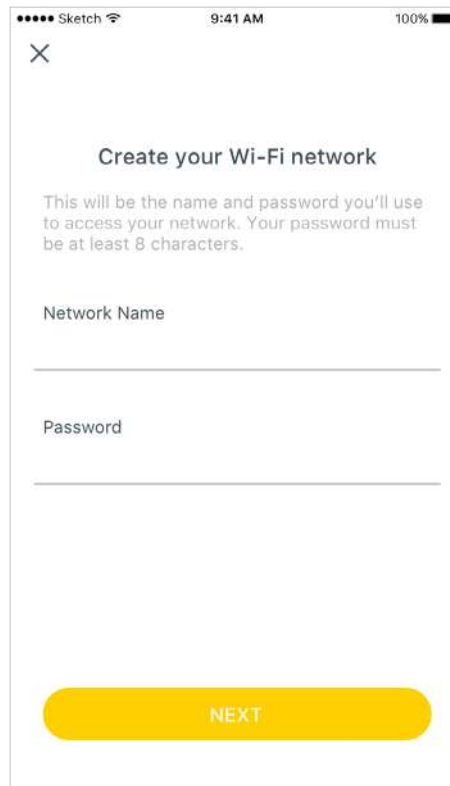 Sketch 9:41 AM 100%
Create your Wi-Fi network
This will be the name and password you'll use
to access your network. Your password must
be at least 8 characters.
Network Name
Password
NEXT